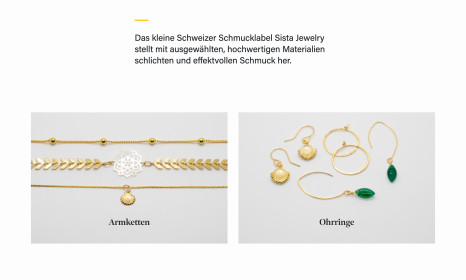 Das kleine Schweizer Schmucklabel Sista Jewelry
stellt mit ausgewählten, hochwertigen Materialien
schlichten und effektvollen Schmuck her.
Armketten
Ohrringe